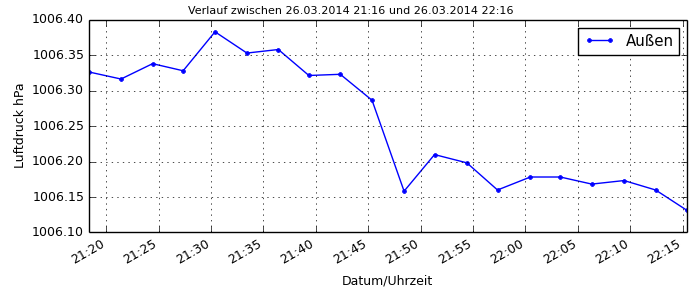 Verlauf zwischen 26.03.2014 21:16 und 26.03.2014 22:16
Außen
Luftdruck hPa
1006.40
1006.35
1006.30
1006.25
1006.20
1006.15
1006.10
21:20 21:25 21:30 21:35 21:40 21:45 21:50 21:55 22:00 22:05 22:10 22:15
Datum/Uhrzeit